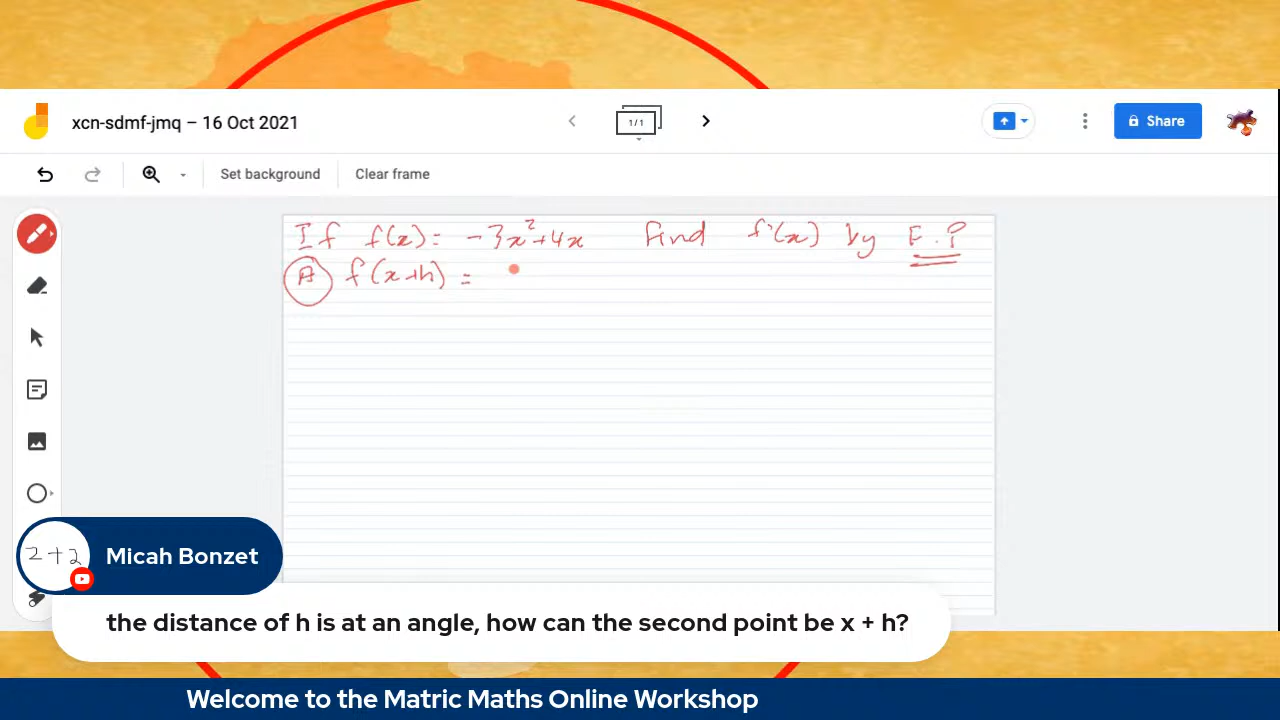 xcn-sdmf-jmq – 16 Oct 2021
1/1
Share
Set background
Clear frame
If f(x) = -3x²+4x find f'(x) by F.P
A f(x+h) =
2+2
Micah Bonzet
the distance of h is at an angle, how can the second point be x + h?
Welcome to the Matric Maths Online Workshop